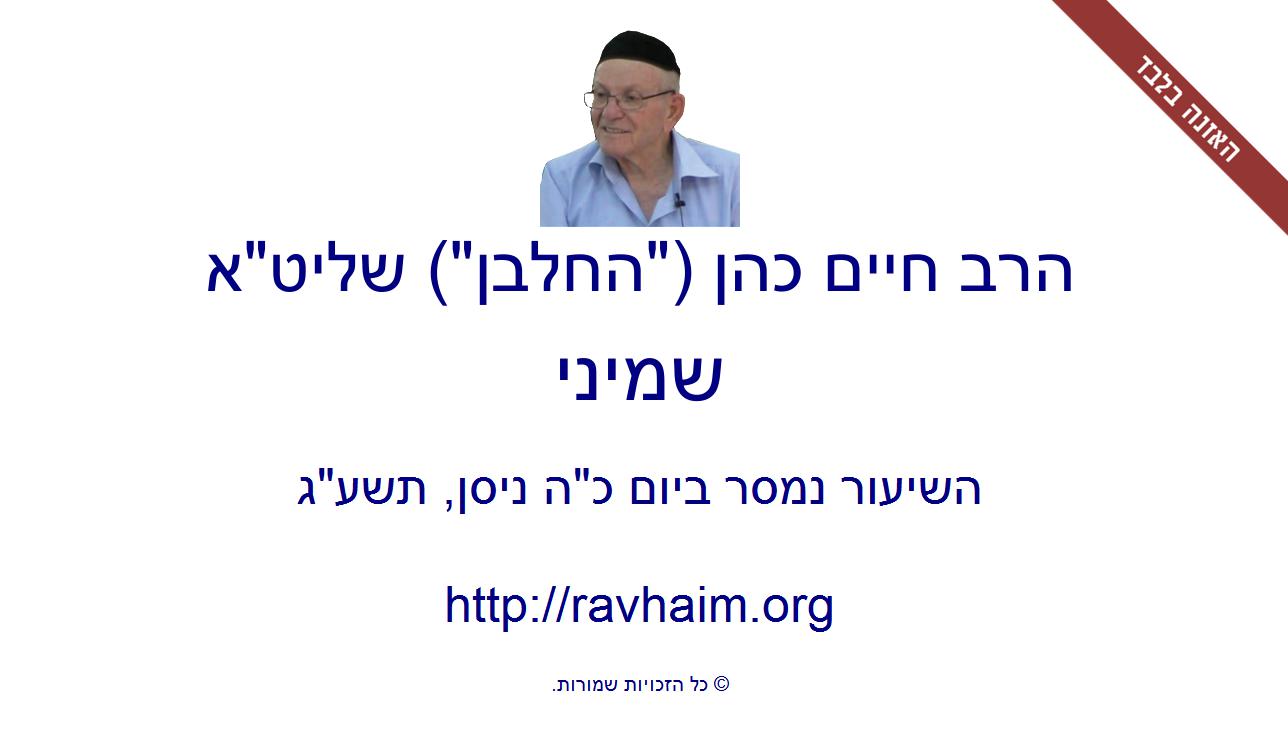 האזנה בלבד
הרב חיים כהן ("החלבן") שליט"א
שמיני
השיעור נמסר ביום כ"ה ניסן, תשע"ג
http://ravhaim.org
© כל הזכויות שמורות.